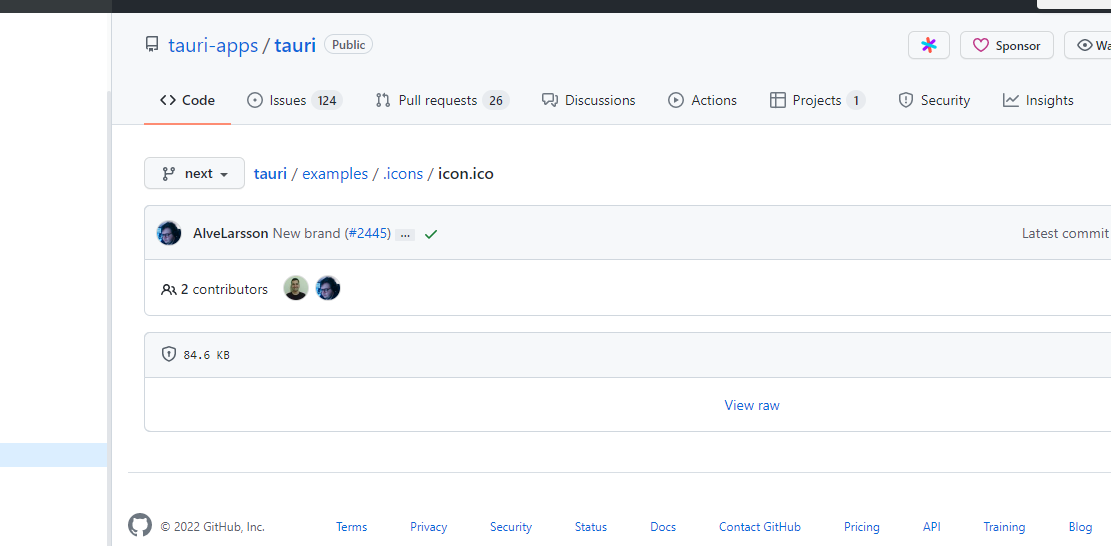 tauri-apps / tauri Public Sponsor
Code Issues 124 Pull requests 26 Discussions Actions Projects 1 Security Insights
next tauri / examples / .icons / icon.ico
AlveLarsson New brand (#2445) ... Latest commit
2 contributors
84.6 KB
View raw
© 2022 GitHub, Inc. Terms Privacy Security Status Docs Contact GitHub Pricing API Training Blog